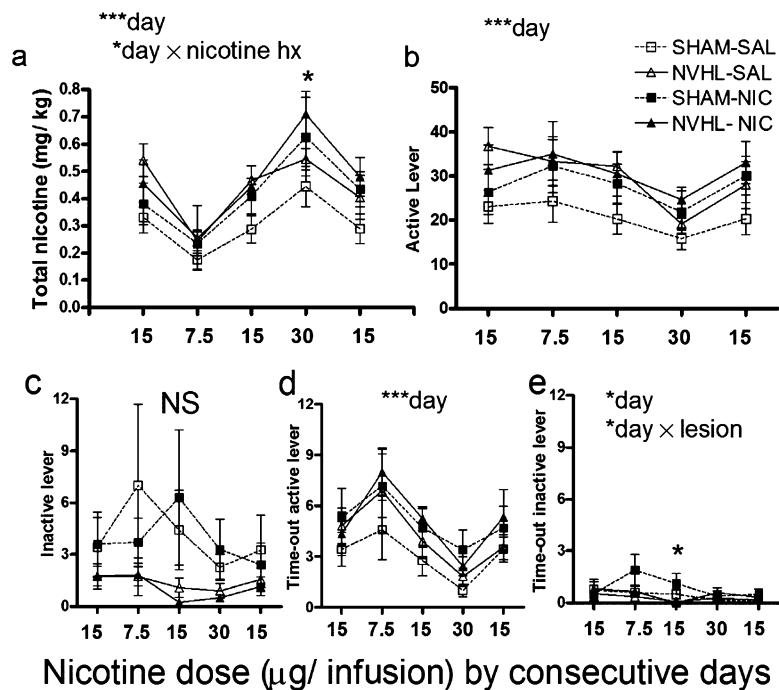 ***day
*day × nicotine hx
a
*
Total nicotine (mg/ kg)
0.8
0.7
0.6
0.5
0.4
0.3
0.2
0.1
0.0
15 7.5 15 30 15
***day
b
SHAM-SAL
NVHL-SAL
SHAM-NIC
NVHL- NIC
Active Lever
50
40
30
20
10
0
15 7.5 15 30 15
c
NS
Inactive lever
12
9
6
3
0
15 7.5 15 30 15
d
***day
Time-out active lever
12
9
6
3
0
15 7.5 15 30 15
e
*day
*day × lesion
*
Time-out inactive lever
12
9
6
3
0
15 7.5 15 30 15
Nicotine dose (µg/ infusion) by consecutive days